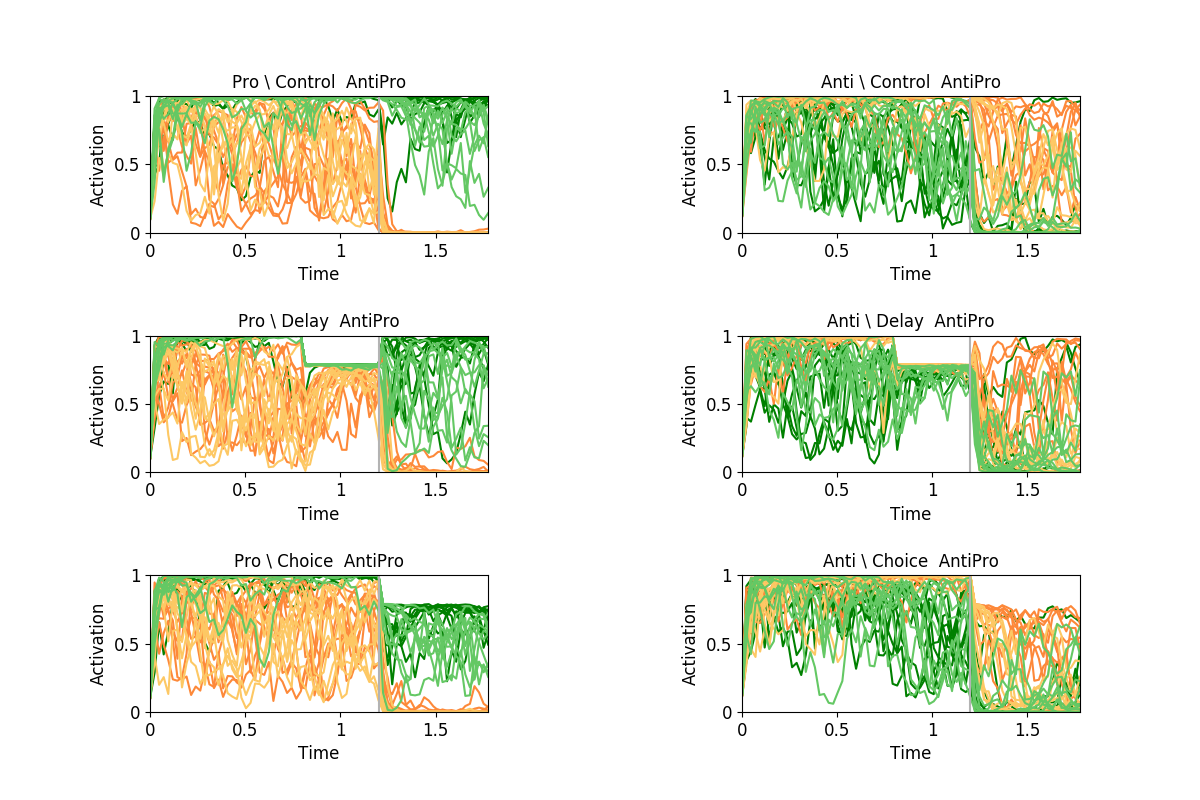 Pro \ Control  AntiPro
1
0.5
0
Activation
0
0.5
1
1.5
Time
Anti \ Control  AntiPro
1
0.5
0
Activation
0
0.5
1
1.5
Time
Pro \ Delay  AntiPro
1
0.5
0
Activation
0
0.5
1
1.5
Time
Anti \ Delay  AntiPro
1
0.5
0
Activation
0
0.5
1
1.5
Time
Pro \ Choice  AntiPro
1
0.5
0
Activation
0
0.5
1
1.5
Time
Anti \ Choice  AntiPro
1
0.5
0
Activation
0
0.5
1
1.5
Time